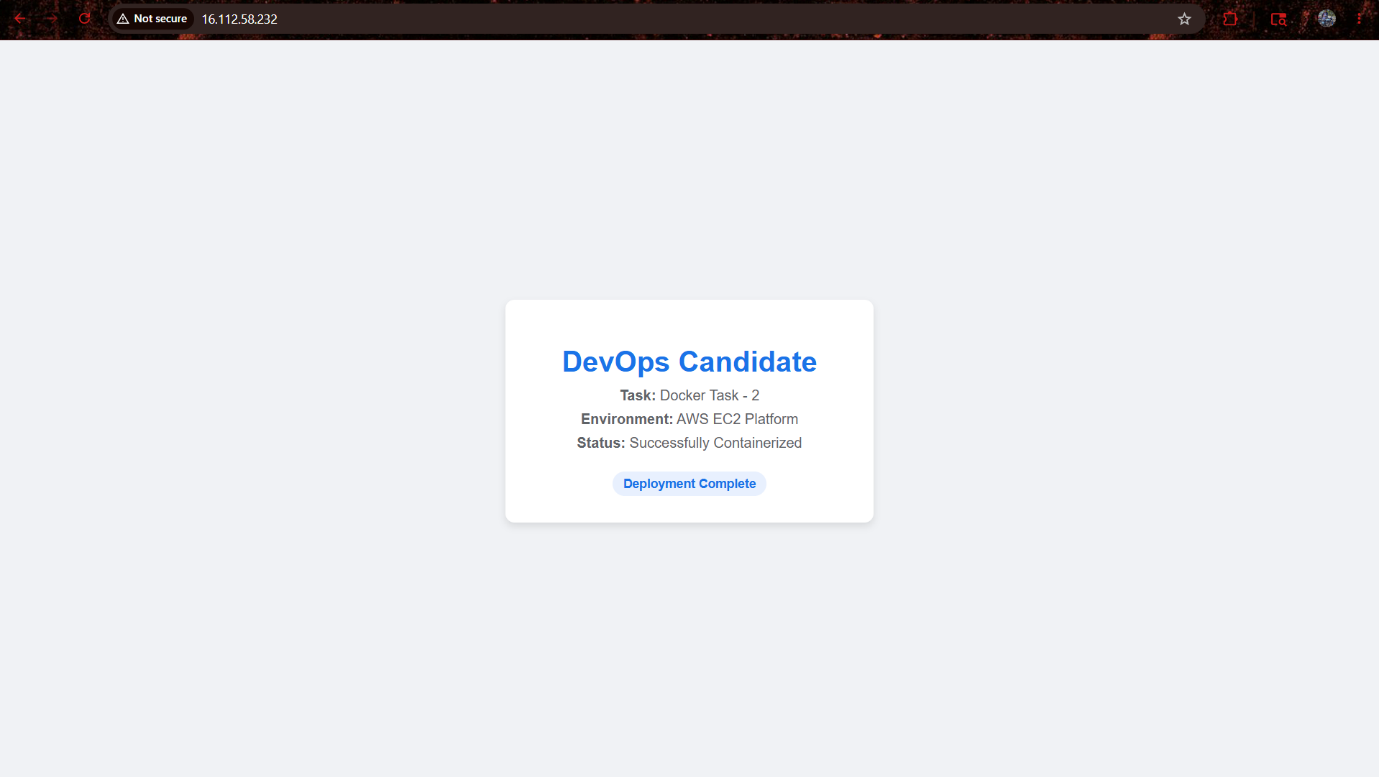 Not secure 16.112.58.232
DevOps Candidate
Task: Docker Task - 2
Environment: AWS EC2 Platform
Status: Successfully Containerized
Deployment Complete